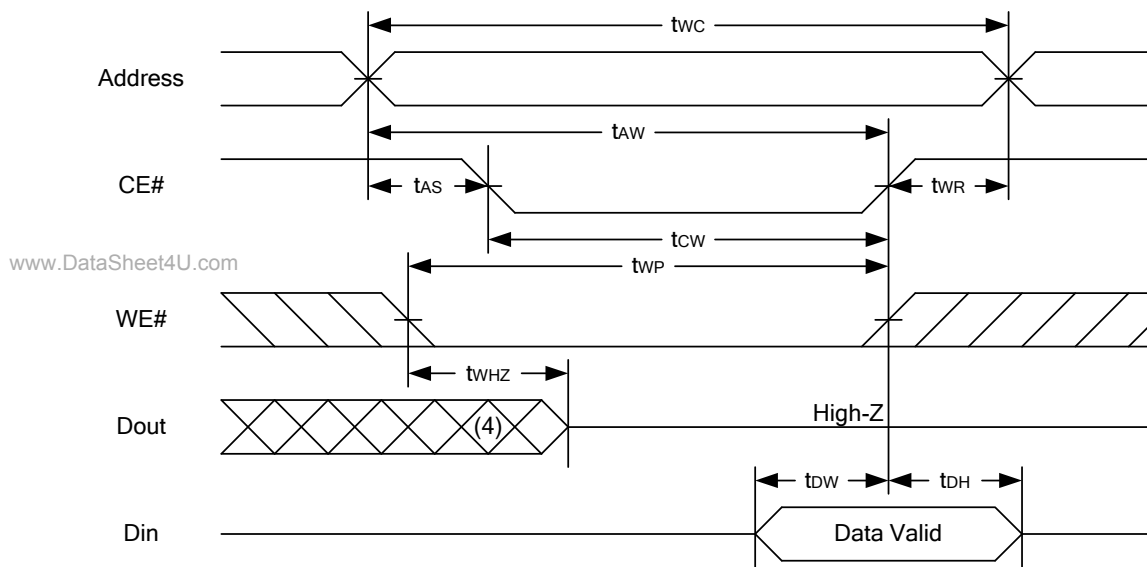 tWC
Address
tAW
CE#
tAS
tWR
tCW
www.DataSheet4U.com
tWP
WE#
tWHZ
Dout
(4)
High-Z
tDW
tDH
Din
Data Valid